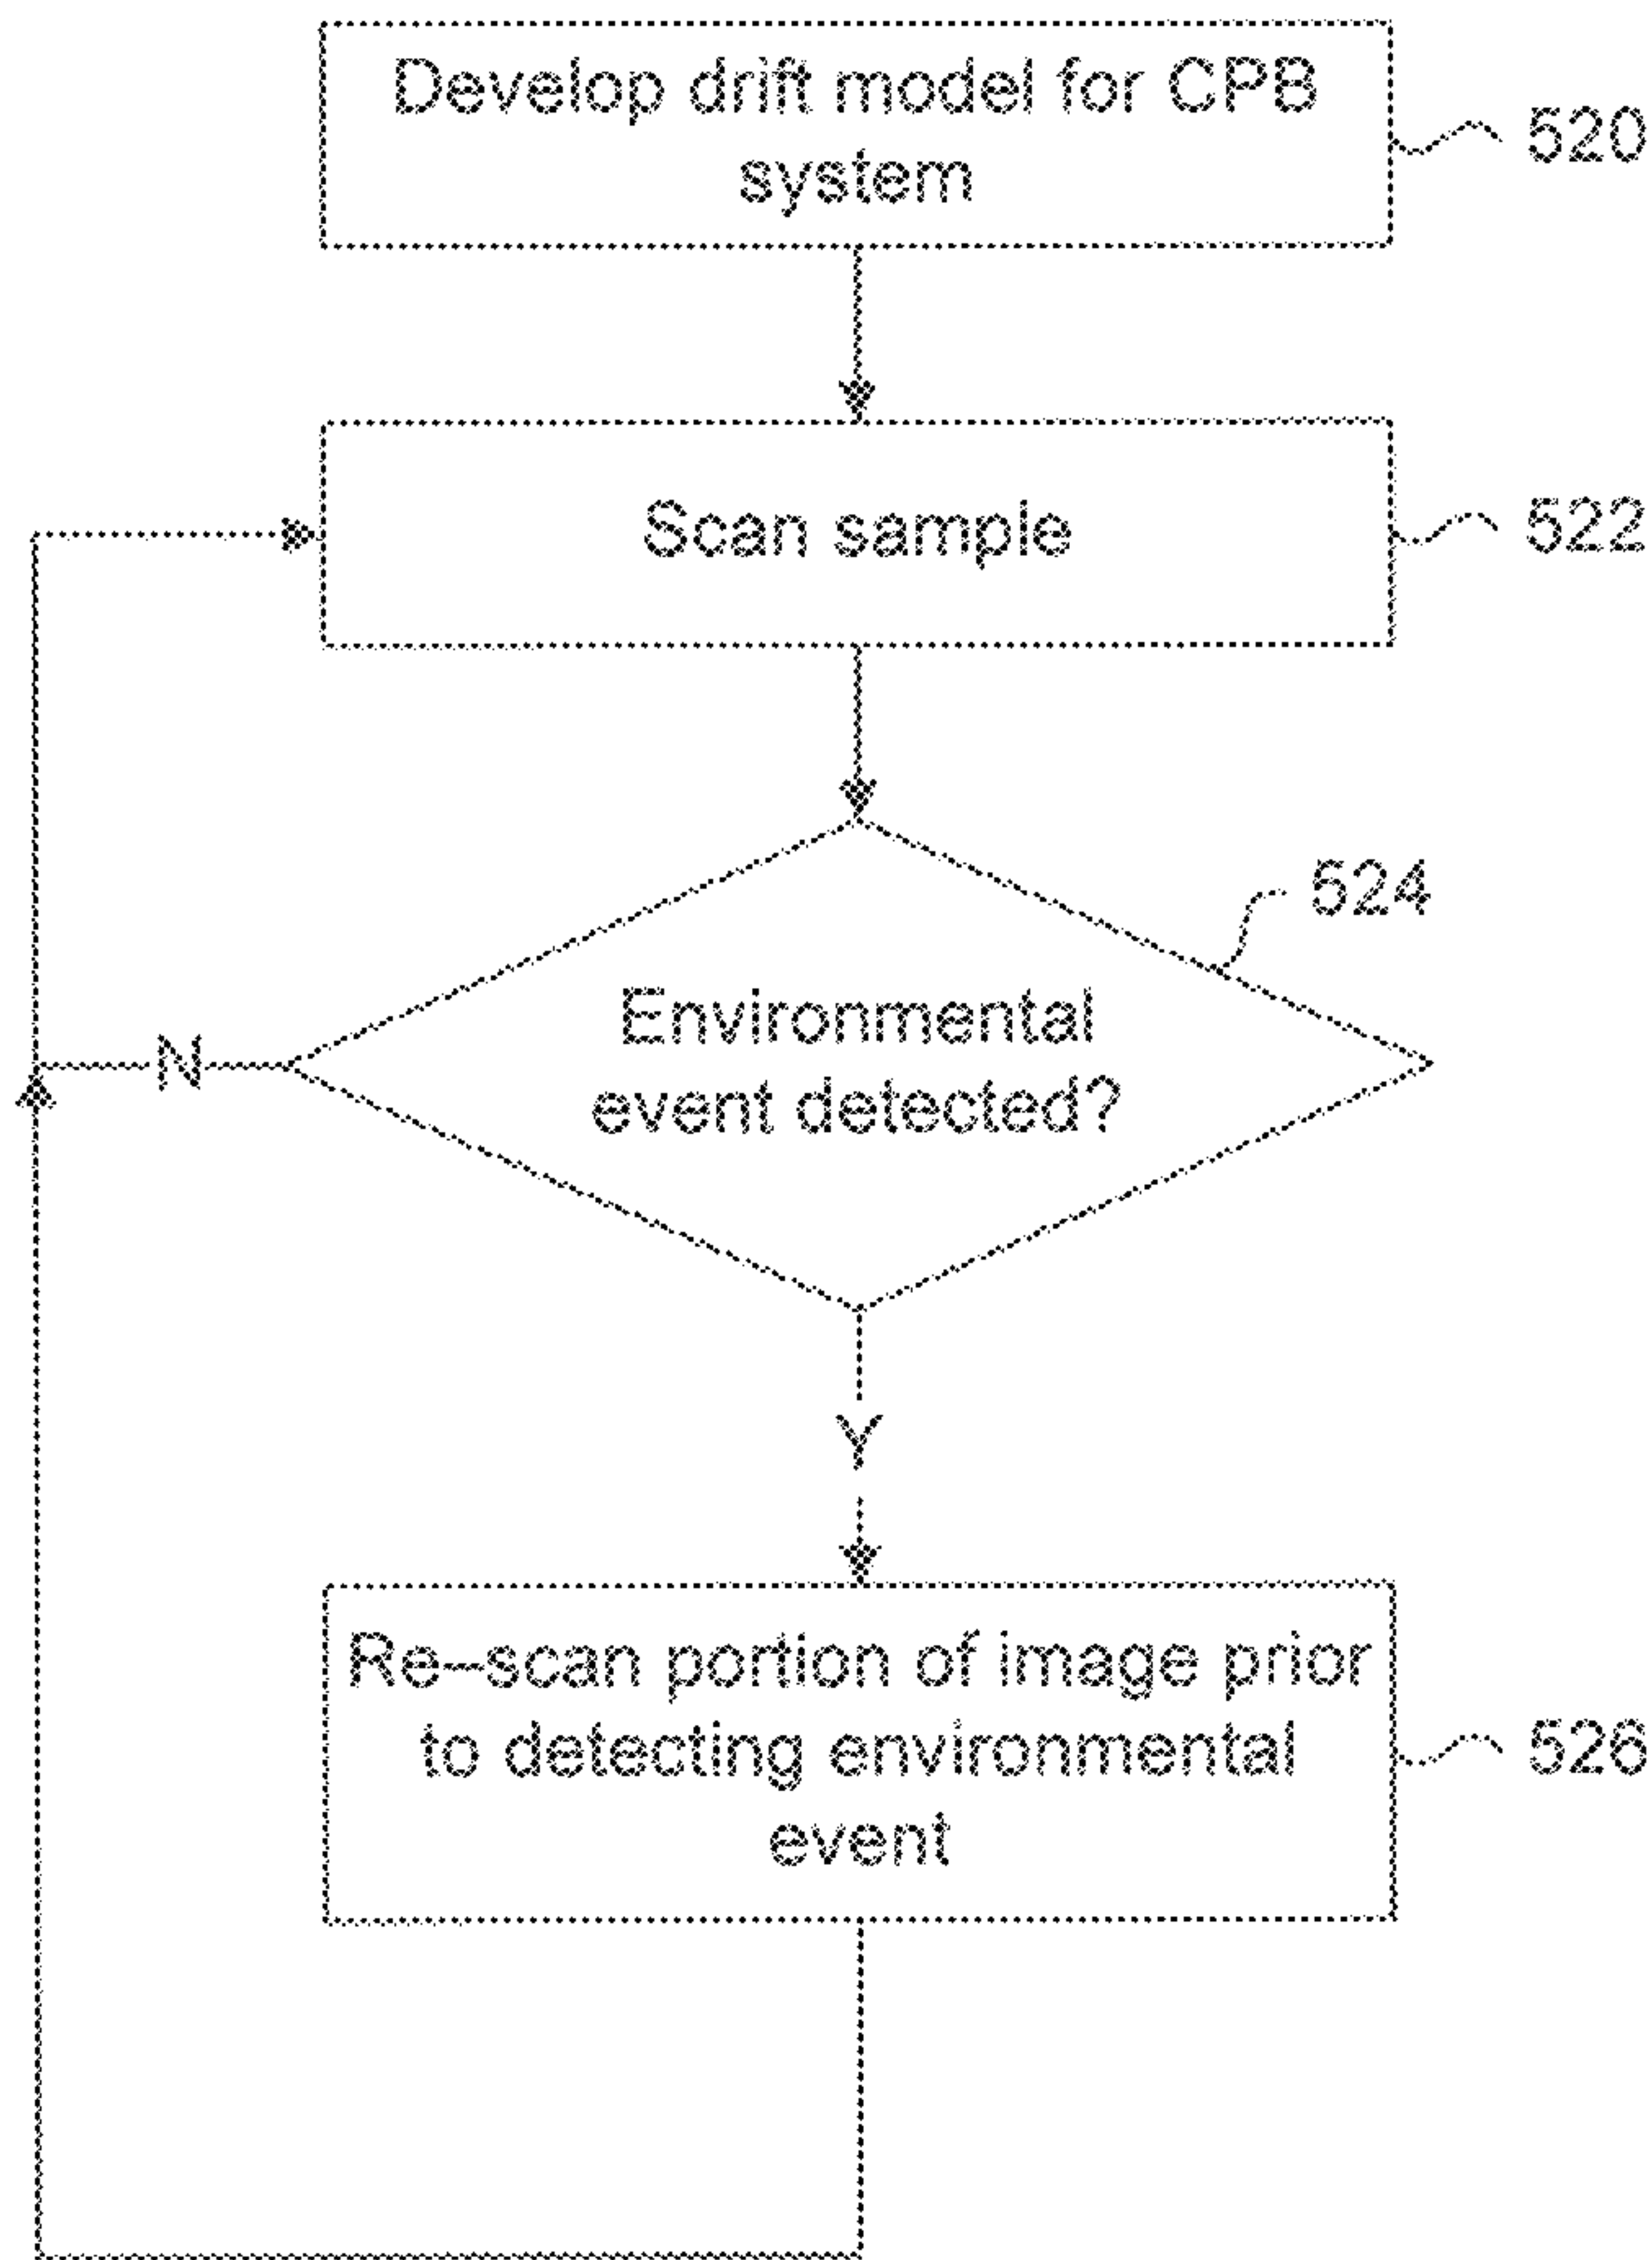 Develop drift model for CPB
system
520
Scan sample
522
524
Environmental
event detected?
N
Y
Re-scan portion of image prior
to detecting environmental
event
526